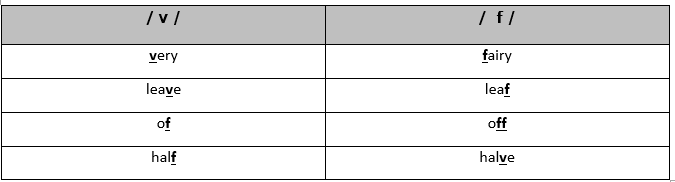 / v / / f /
very fairy
leave leaf
of off
half halve